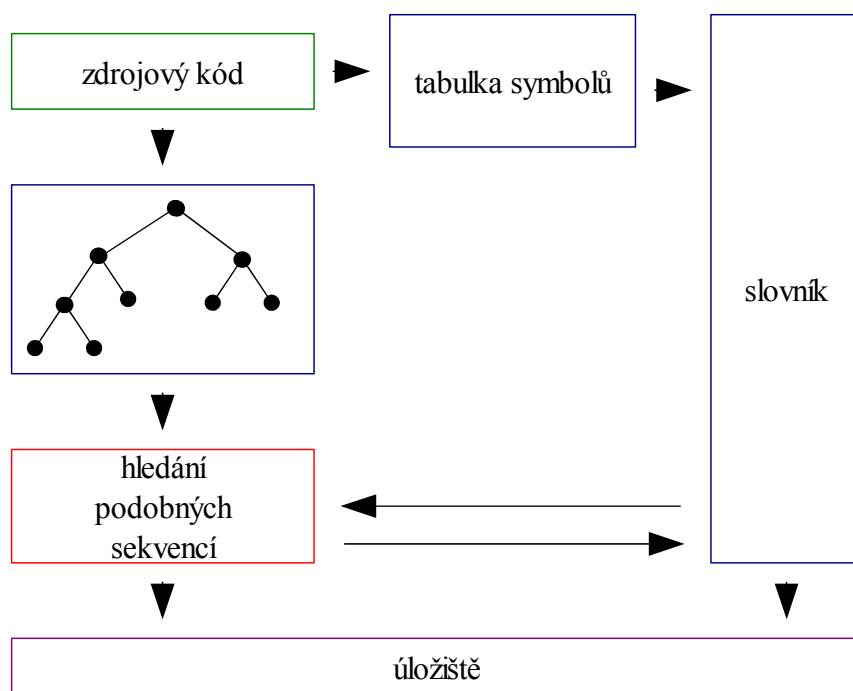 zdrojový kód
tabulka symbolů
slovník
hledání
podobných
sekvencí
úložiště